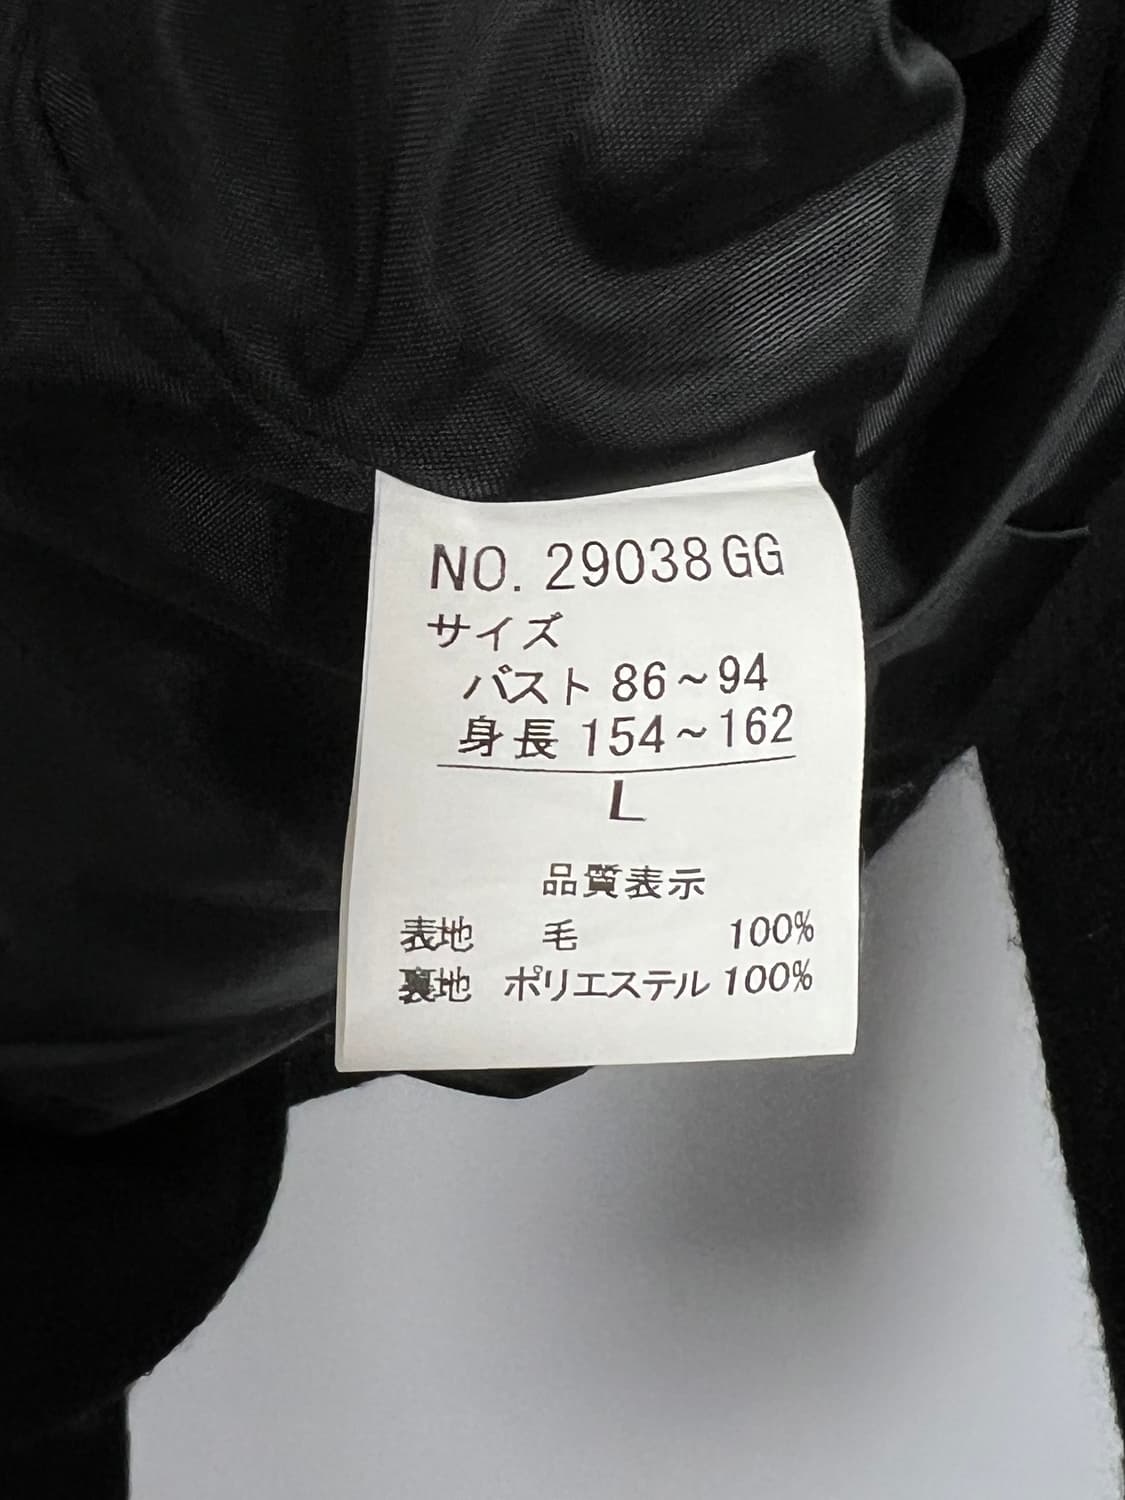 NO. 29038GG
サイズ
バスト 86～94
身長 154～162
L
品質表示
表地 毛 100%
裏地 ポリエステル 100%